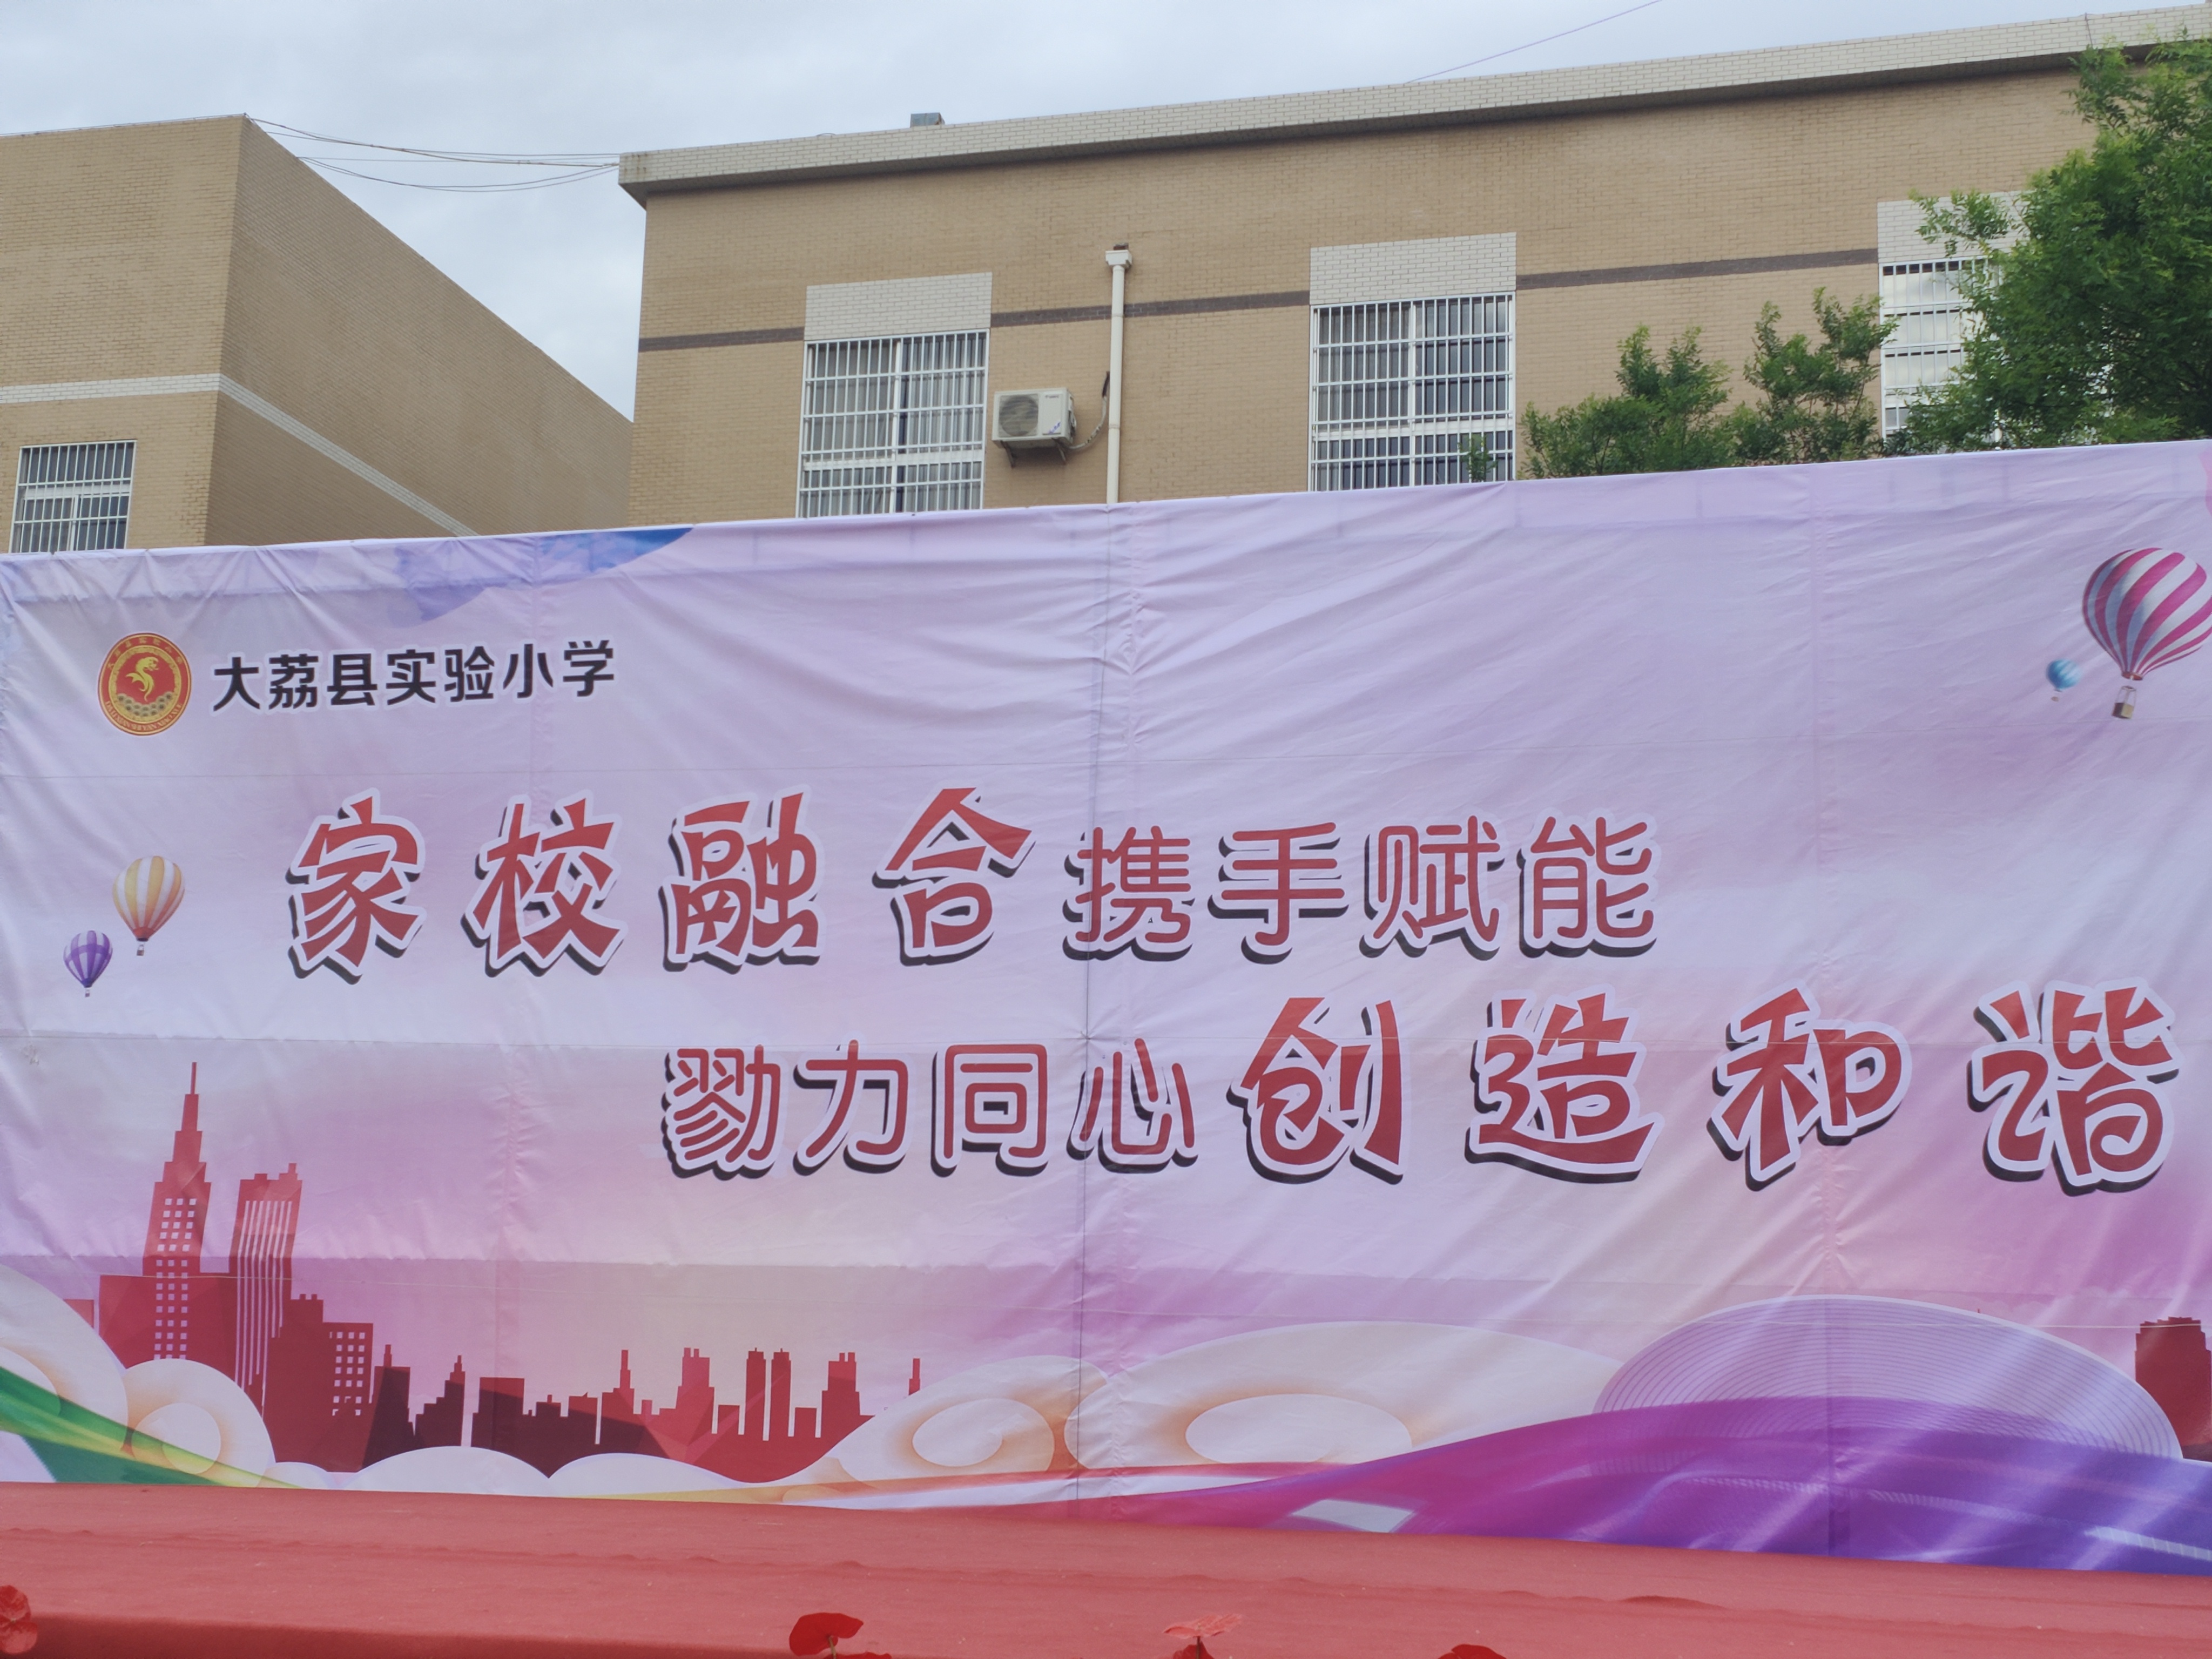 大荔县实验小学
家校融合携手赋能
勠力同心创造和谐